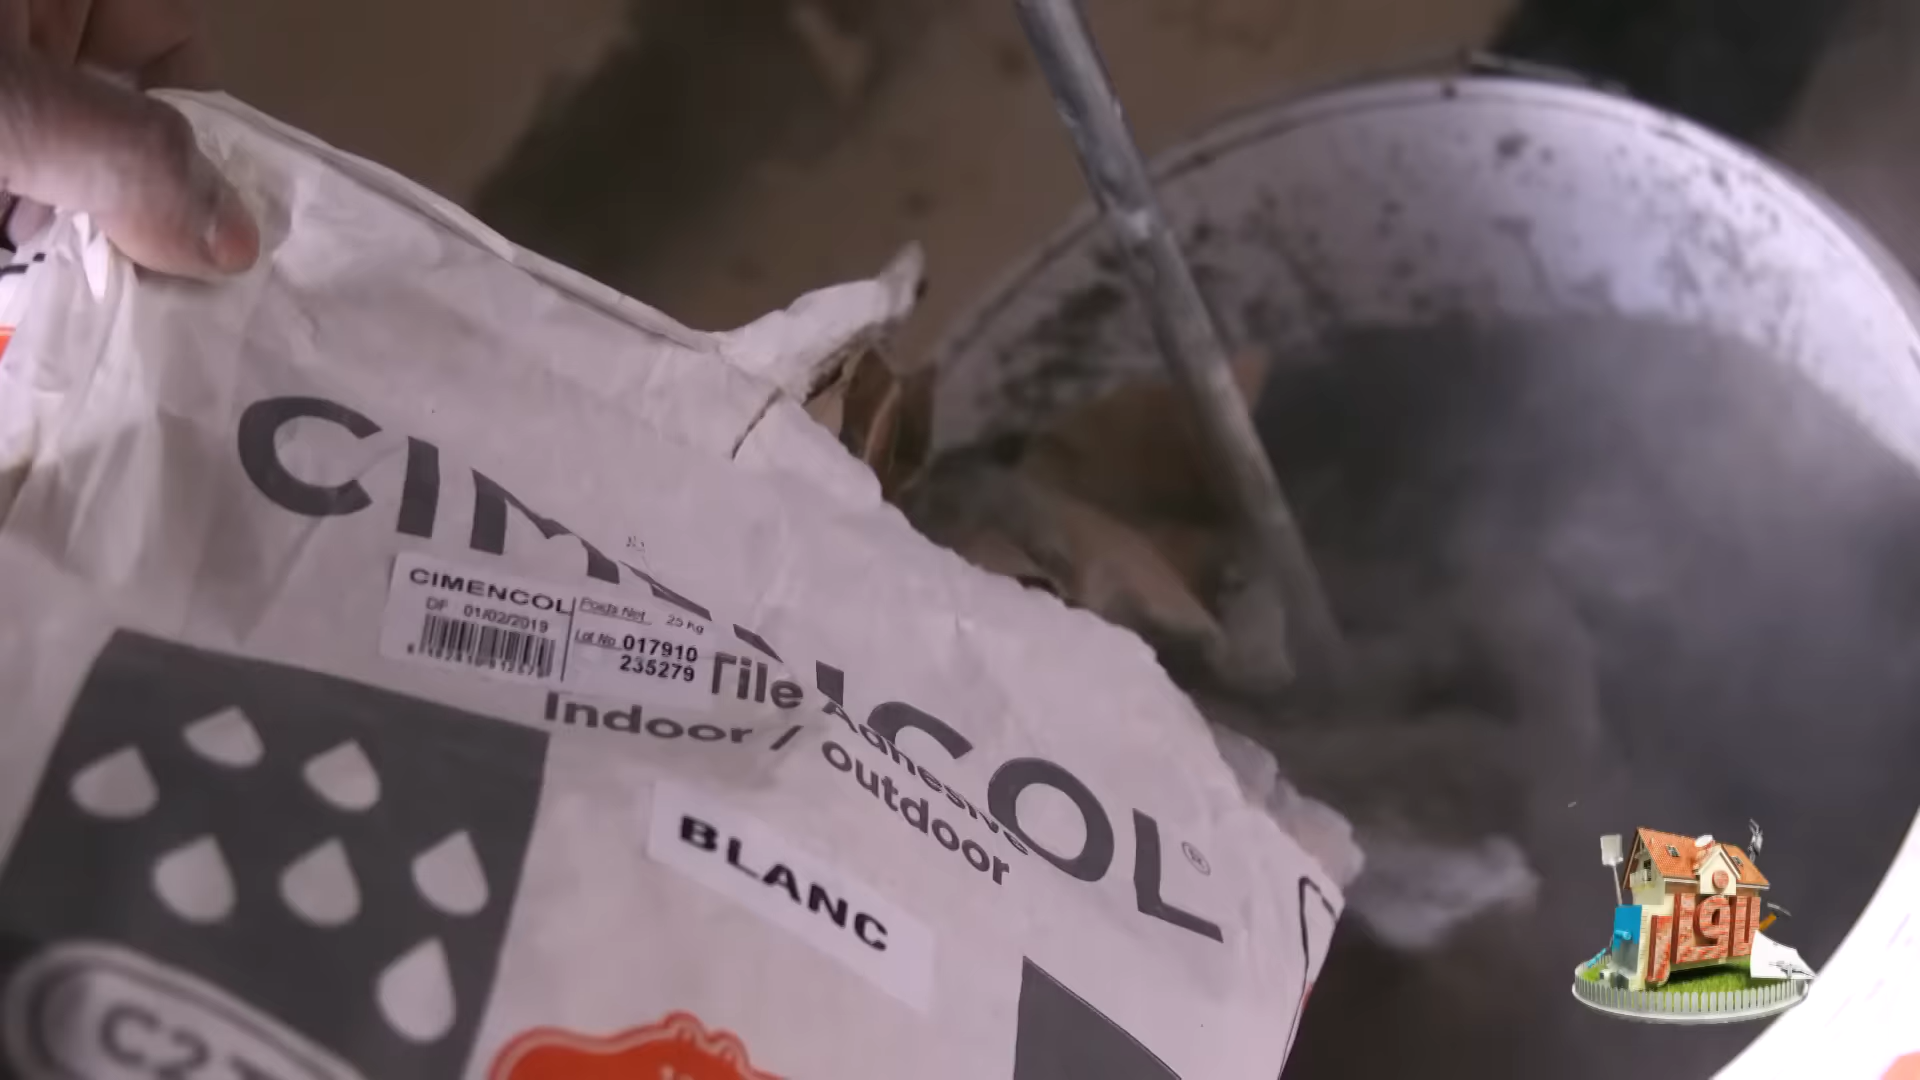 CIMENCOL®
CIMENCOL
DF 01/02/2019
Poids Net 25 Kg
Lot No 017910
235279
Tile Adhesive
Indoor / Outdoor
BLANC
C2